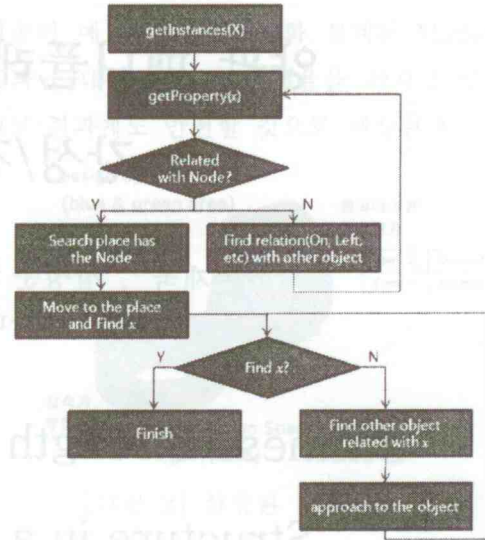 getInstances(X)
getProperty(x)
Related
with Node?
Y
N
Search place has
the Node
Find relation(On, Left,
etc) with other object
Move to the place
and Find x
Find x?
Y
N
Finish
Find other object
related with x
approach to the object